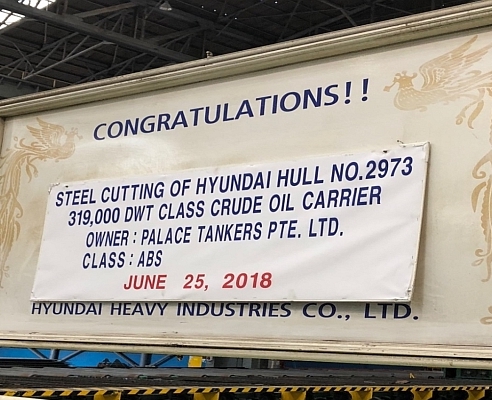 CONGRATULATIONS!!
STEEL CUTTING OF HYUNDAI HULL NO.2973
319,000 DWT CLASS CRUDE OIL CARRIER
OWNER : PALACE TANKERS PTE. LTD.
CLASS : ABS
JUNE 25, 2018
HYUNDAI HEAVY INDUSTRIES CO., LTD.